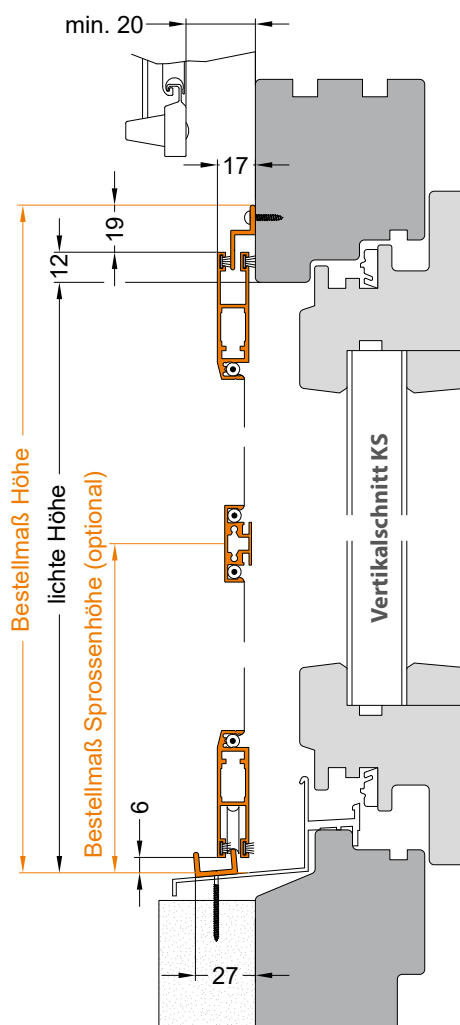 min. 20
17
19
12
Bestellmaß Höhe
lichte Höhe
Bestellmaß Sprossenhöhe (optional)
Vertikalschnitt KS
6
27